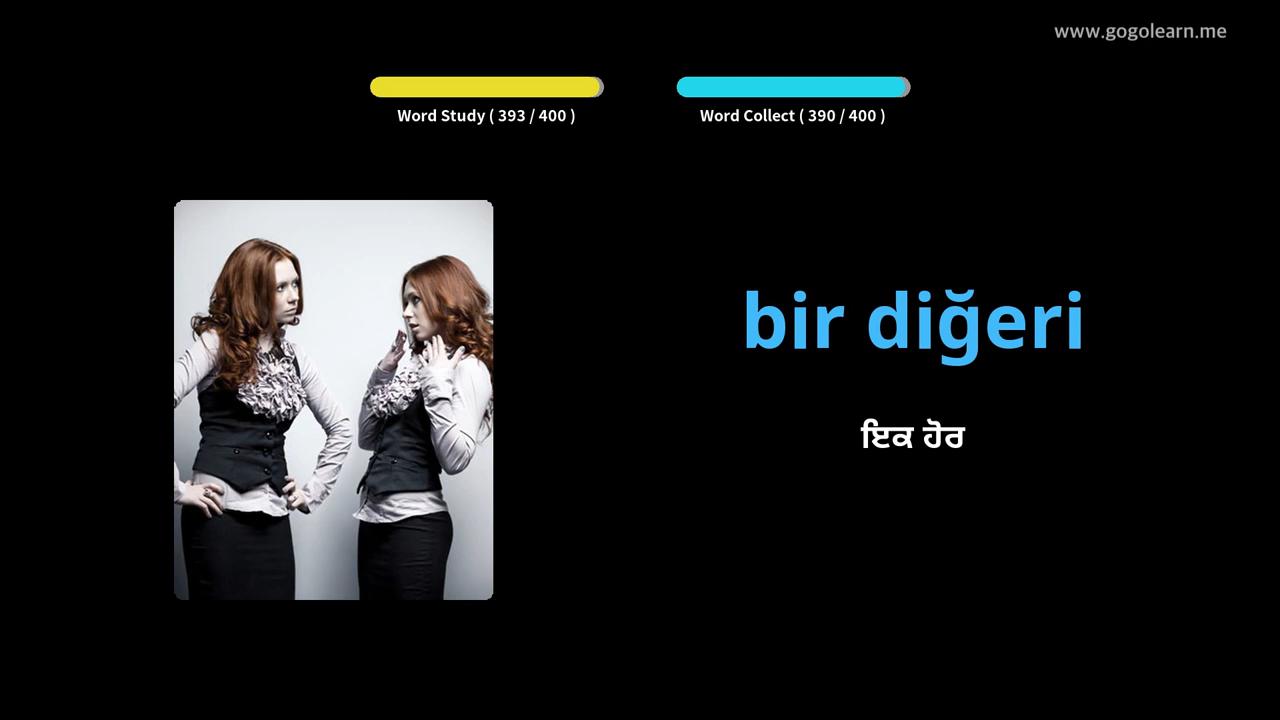 www.gogolearn.me
Word Study ( 393 / 400 )
Word Collect ( 390 / 400 )
bir diğeri
ਇਕ ਹੋਰ